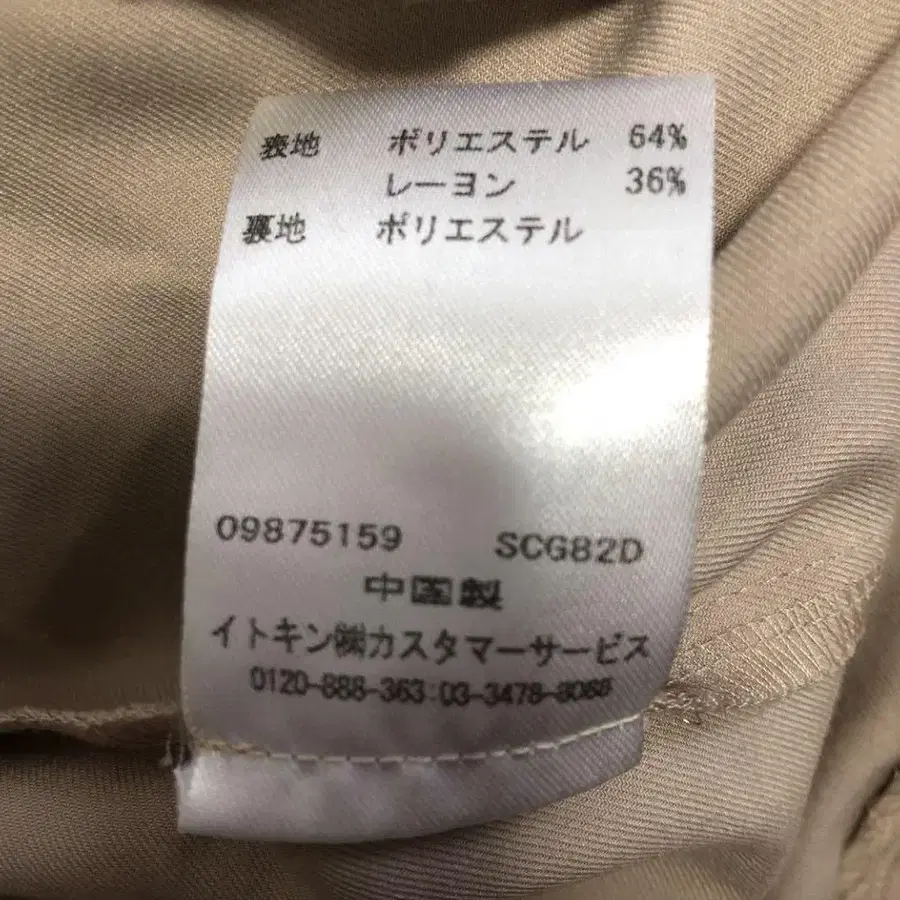 表地 ポリエステル 64%
レーヨン 36%
裏地 ポリエステル
09875159 SCG82D
中国製
イトキン㈱カスタマーサービス
0120-888-363:03-3478-8088